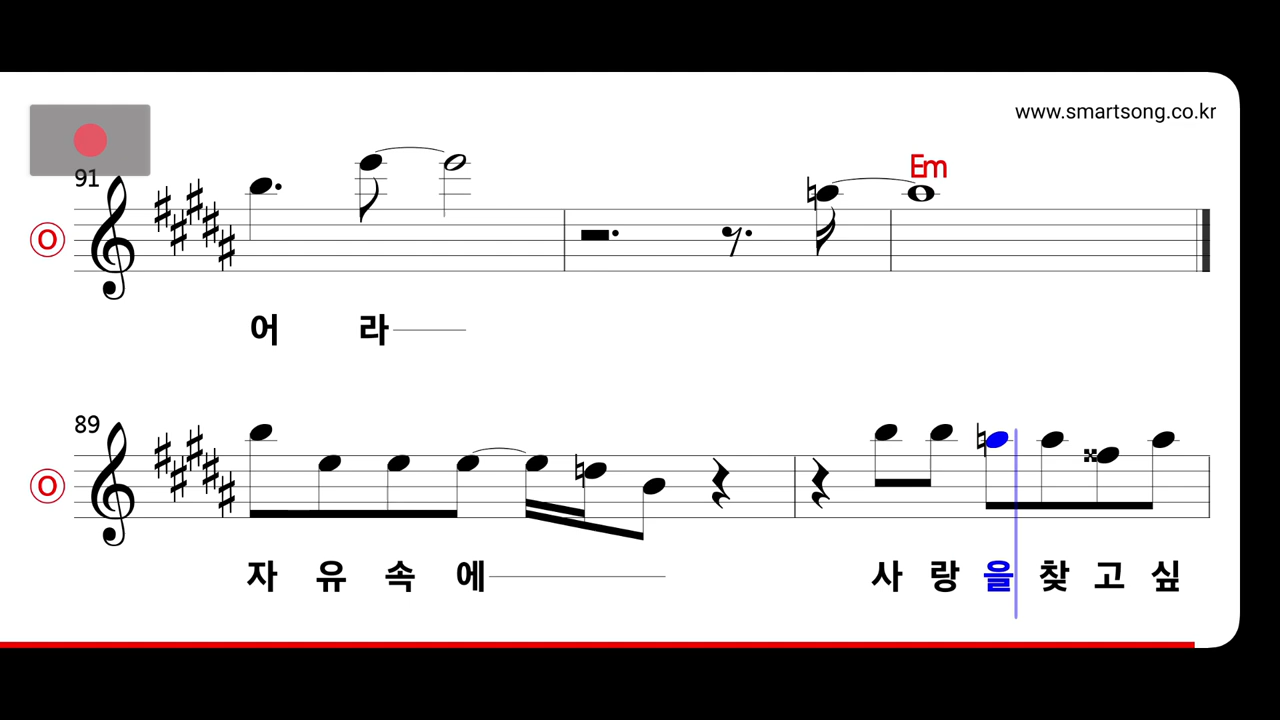 www.smartsong.co.kr
91
Em
O
어 라
89
O
자 유 속 에 사 랑 을 찾 고 싶